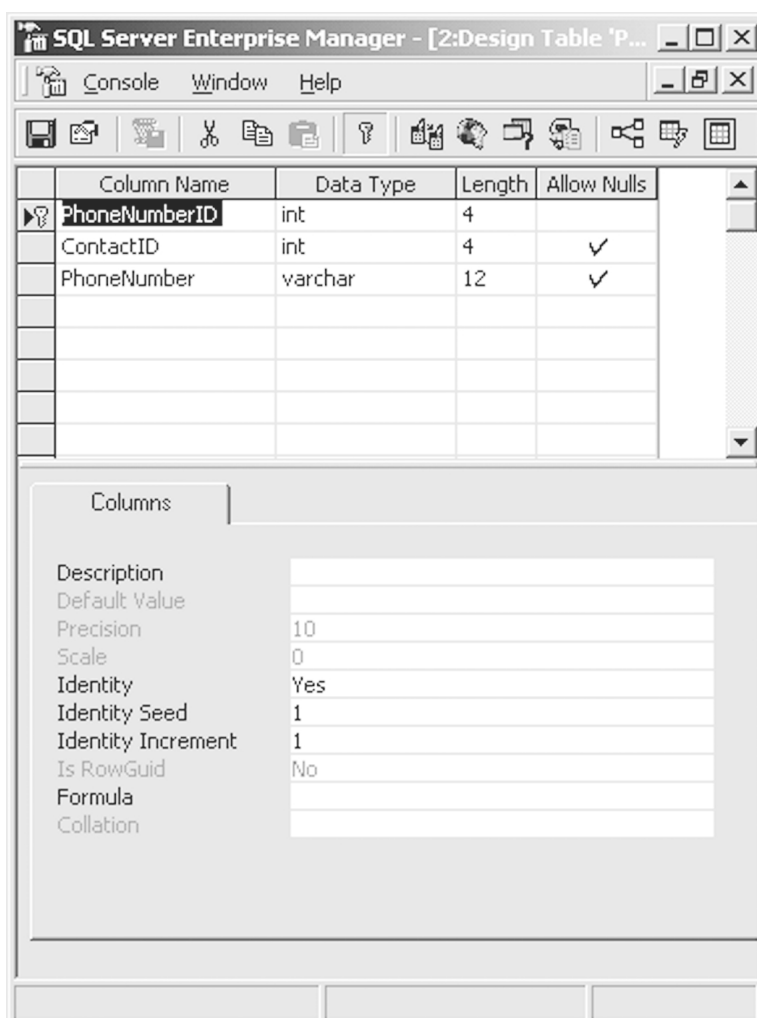 SQL Server Enterprise Manager - [2:Design Table 'P...
Console Window Help
Column Name Data Type Length Allow Nulls
PhoneNumberID int 4
ContactID int 4 ✓
PhoneNumber varchar 12 ✓
Columns
Description
Default Value
Precision 10
Scale 0
Identity Yes
Identity Seed 1
Identity Increment 1
Is RowGuid No
Formula
Collation